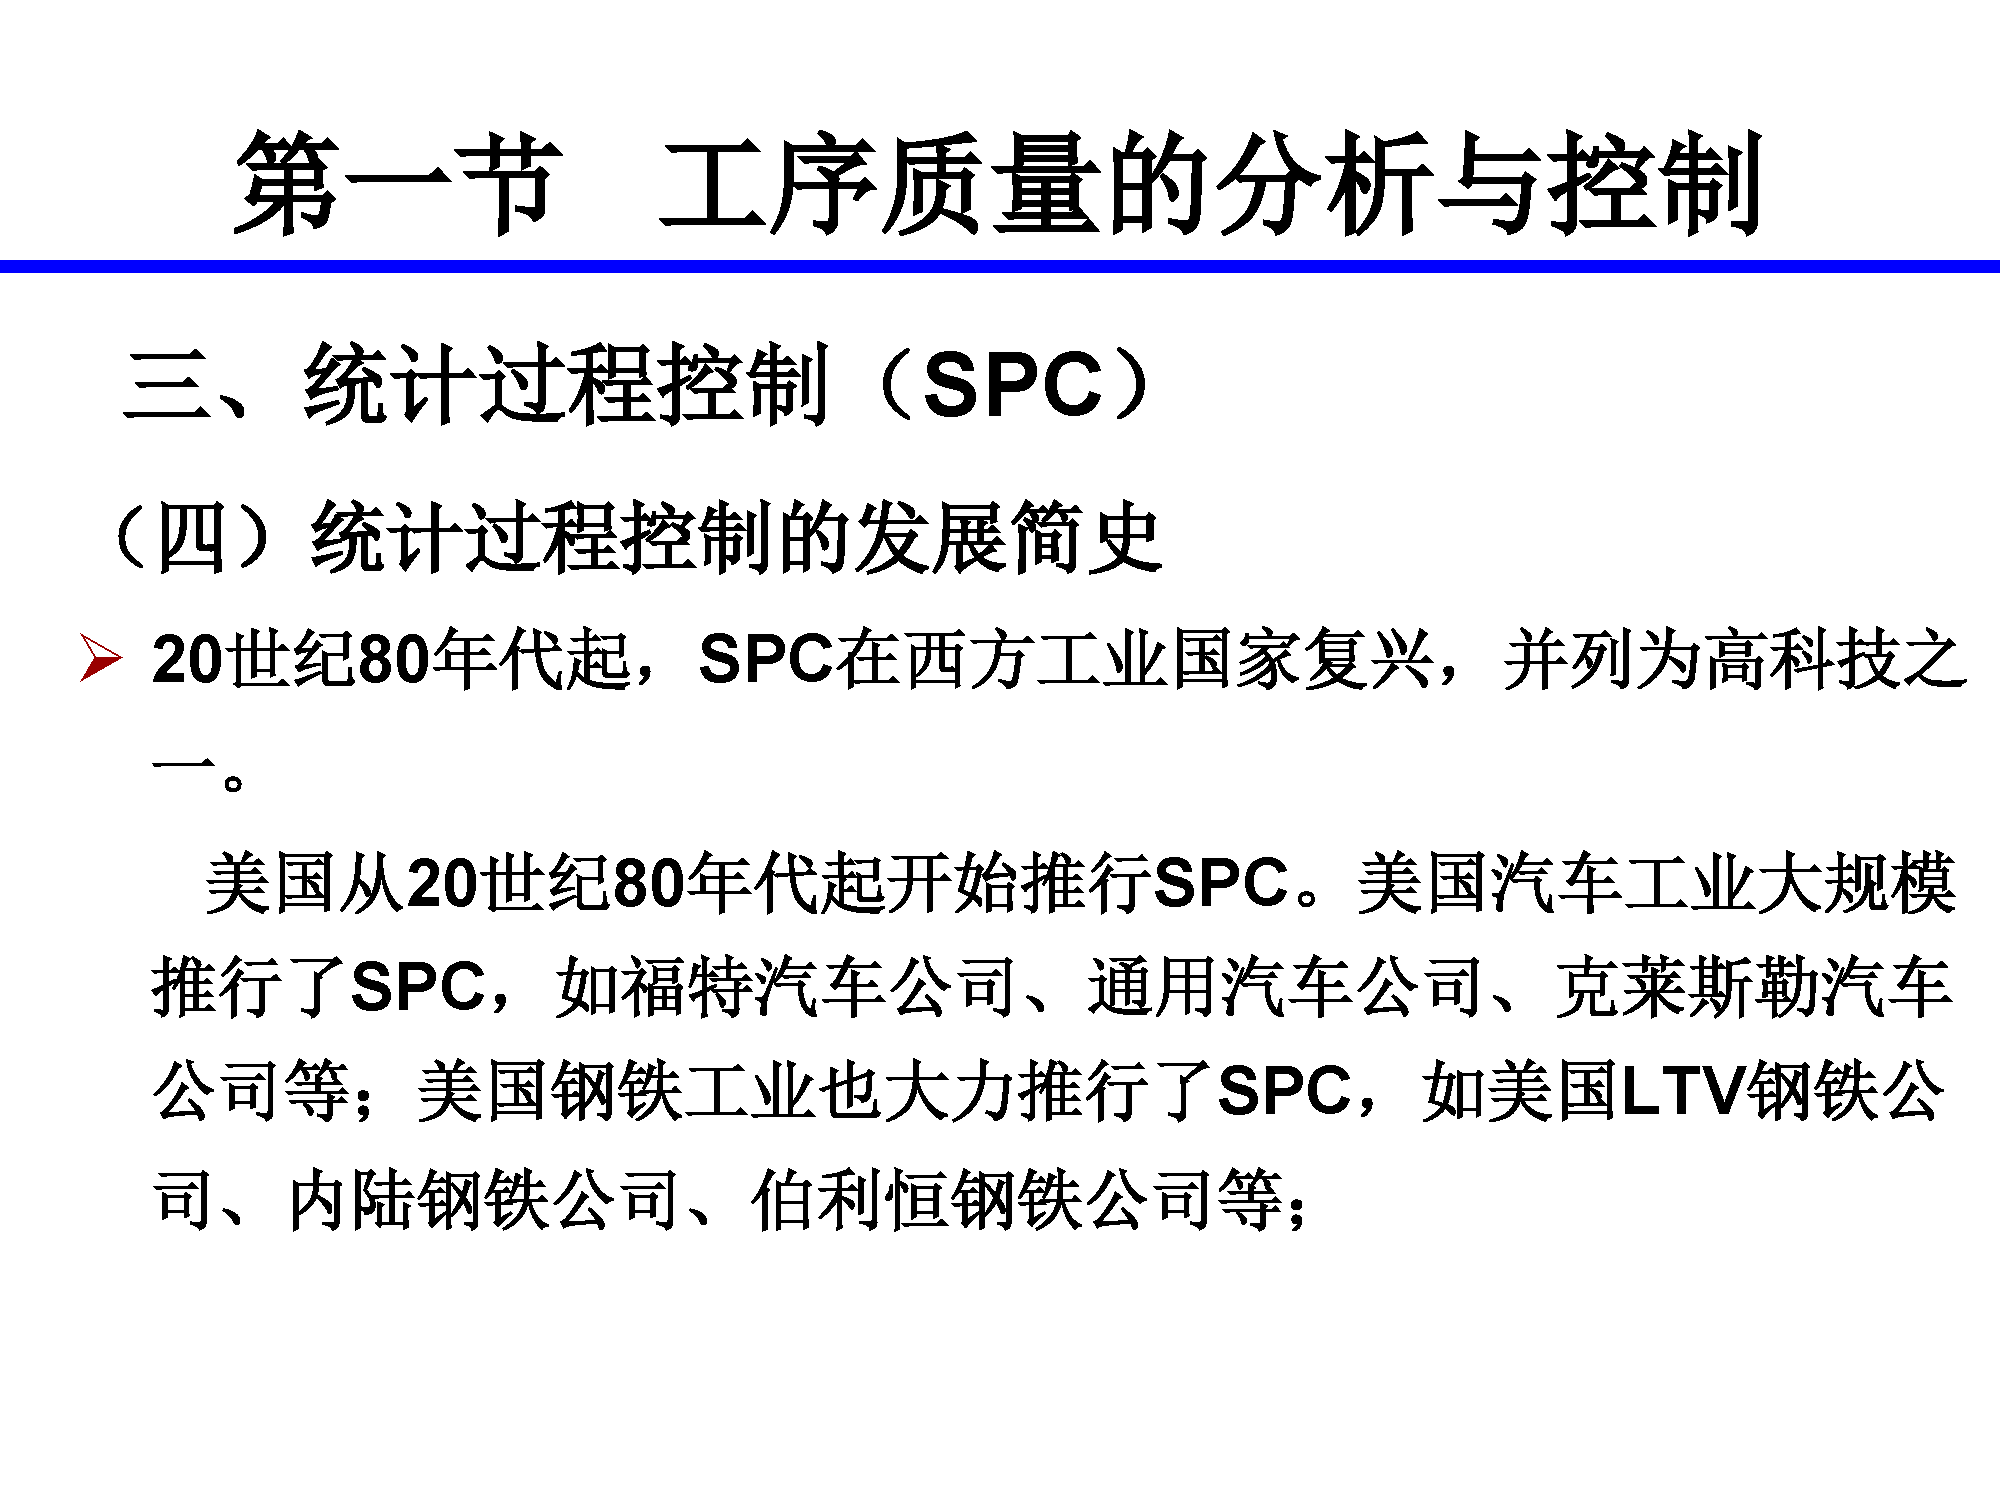 第一节 工序质量的分析与控制
三、统计过程控制（SPC）
（四）统计过程控制的发展简史
20世纪80年代起，SPC在西方工业国家复兴，并列为高科技之
一。
美国从20世纪80年代起开始推行SPC。美国汽车工业大规模
推行了SPC，如福特汽车公司、通用汽车公司、克莱斯勒汽车
公司等；美国钢铁工业也大力推行了SPC，如美国LTV钢铁公
司、内陆钢铁公司、伯利恒钢铁公司等；